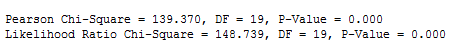 Pearson Chi-Square = 139.370, DF = 19, P-Value = 0.000
Likelihood Ratio Chi-Square = 148.739, DF = 19, P-Value = 0.000